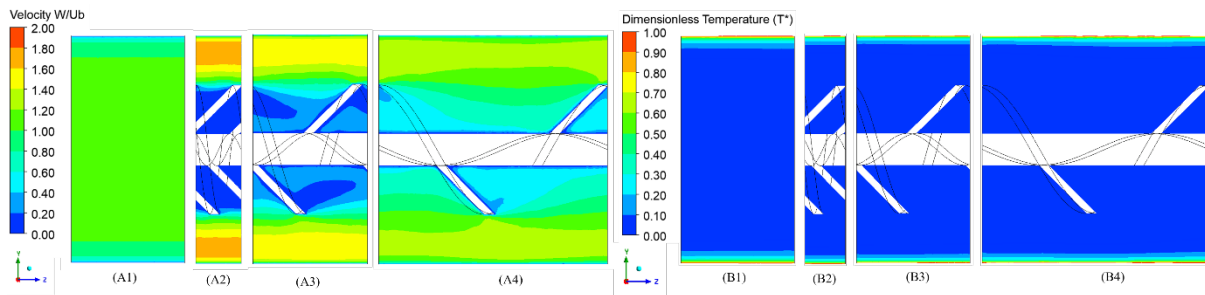 Velocity W/Ub
2.00
1.80
1.60
1.40
1.20
1.00
0.80
0.60
0.40
0.20
0.00
Y
Z
(A1)
(A2)
(A3)
(A4)
Dimensionless Temperature (T*)
1.00
0.90
0.80
0.70
0.60
0.50
0.40
0.30
0.20
0.10
0.00
Y
Z
(B1)
(B2)
(B3)
(B4)